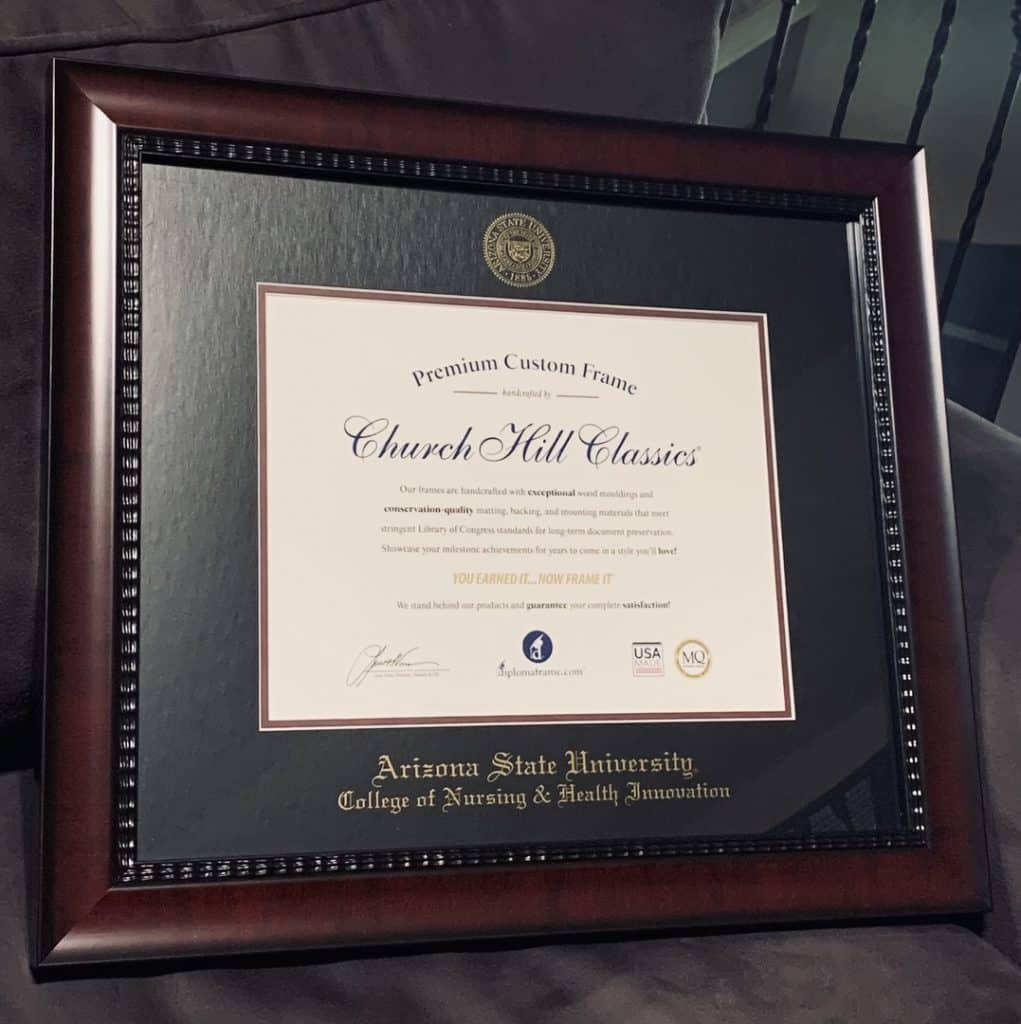 ARIZONA STATE UNIVERSITY
1885
Premium Custom Frame
handcrafted by
Church Hill Classics®
Our frames are handcrafted with exceptional wood mouldings and
conservation-quality matting, backing, and mounting materials that meet
stringent Library of Congress standards for long-term document preservation.
Showcase your milestone achievements for years to come in a style you'll love!
YOU EARNED IT...NOW FRAME IT
We stand behind our products and guarantee your complete satisfaction!
diplomaframe.com
USA
MADE
MQ
Arizona State University®
College of Nursing & Health Innovation